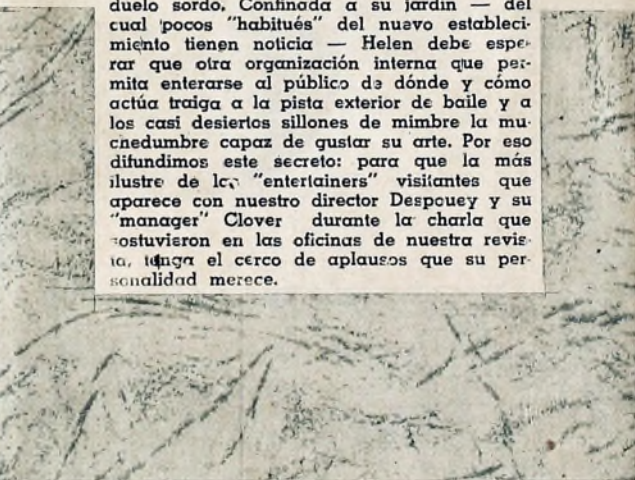 duelo sordo. Confinada a su jardín — del
cual pocos "habitués" del nuevo estableci-
miento tienen noticia — Helen debe espe-
rar que otra organización interna que per-
mita enterarse al público de dónde y cómo
actúa traiga a la pista exterior de baile y a
los casi desiertos sillones de mimbre la mu-
chedumbre capaz de gustar su arte. Por eso
difundimos este secreto: para que la más
ilustre de los "entertainers" visitantes que
aparece con nuestro director Despouey y su
"manager" Clover durante la charla que
sostuvieron en las oficinas de nuestra revis-
ta, tenga el cerco de aplausos que su per-
sonalidad merece.